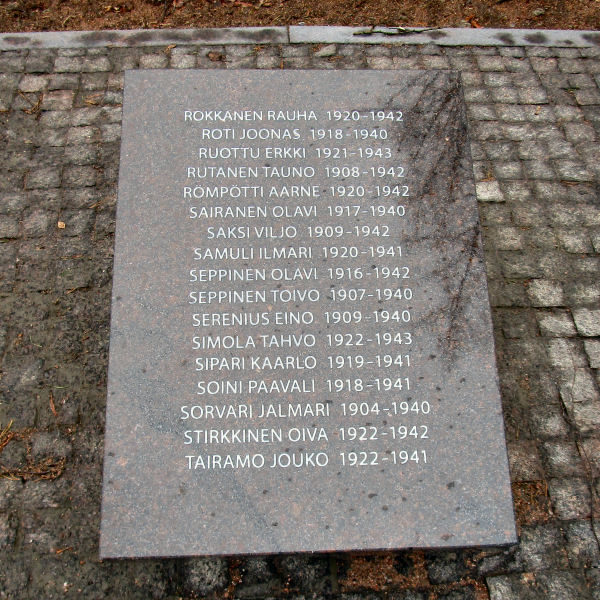 ROKKANEN RAUHA 1920-1942
ROTI JOONAS 1918-1940
RUOTTU ERKKI 1921-1943
RUTANEN TAUNO 1908-1942
RÖMPÖTTI AARNE 1920-1942
SAIRANEN OLAVI 1917-1940
SAKSI VILJO 1909-1942
SAMULI ILMARI 1920-1941
SEPPINEN OLAVI 1916-1942
SEPPINEN TOIVO 1907-1940
SERENIUS EINO 1909-1940
SIMOLA TAHVO 1922-1943
SIPARI KAARLO 1919-1941
SOINI PAAVALI 1918-1941
SORVARI JALMARI 1904-1940
STIRKKINEN OIVA 1922-1942
TAIRAMO JOUKO 1922-1941